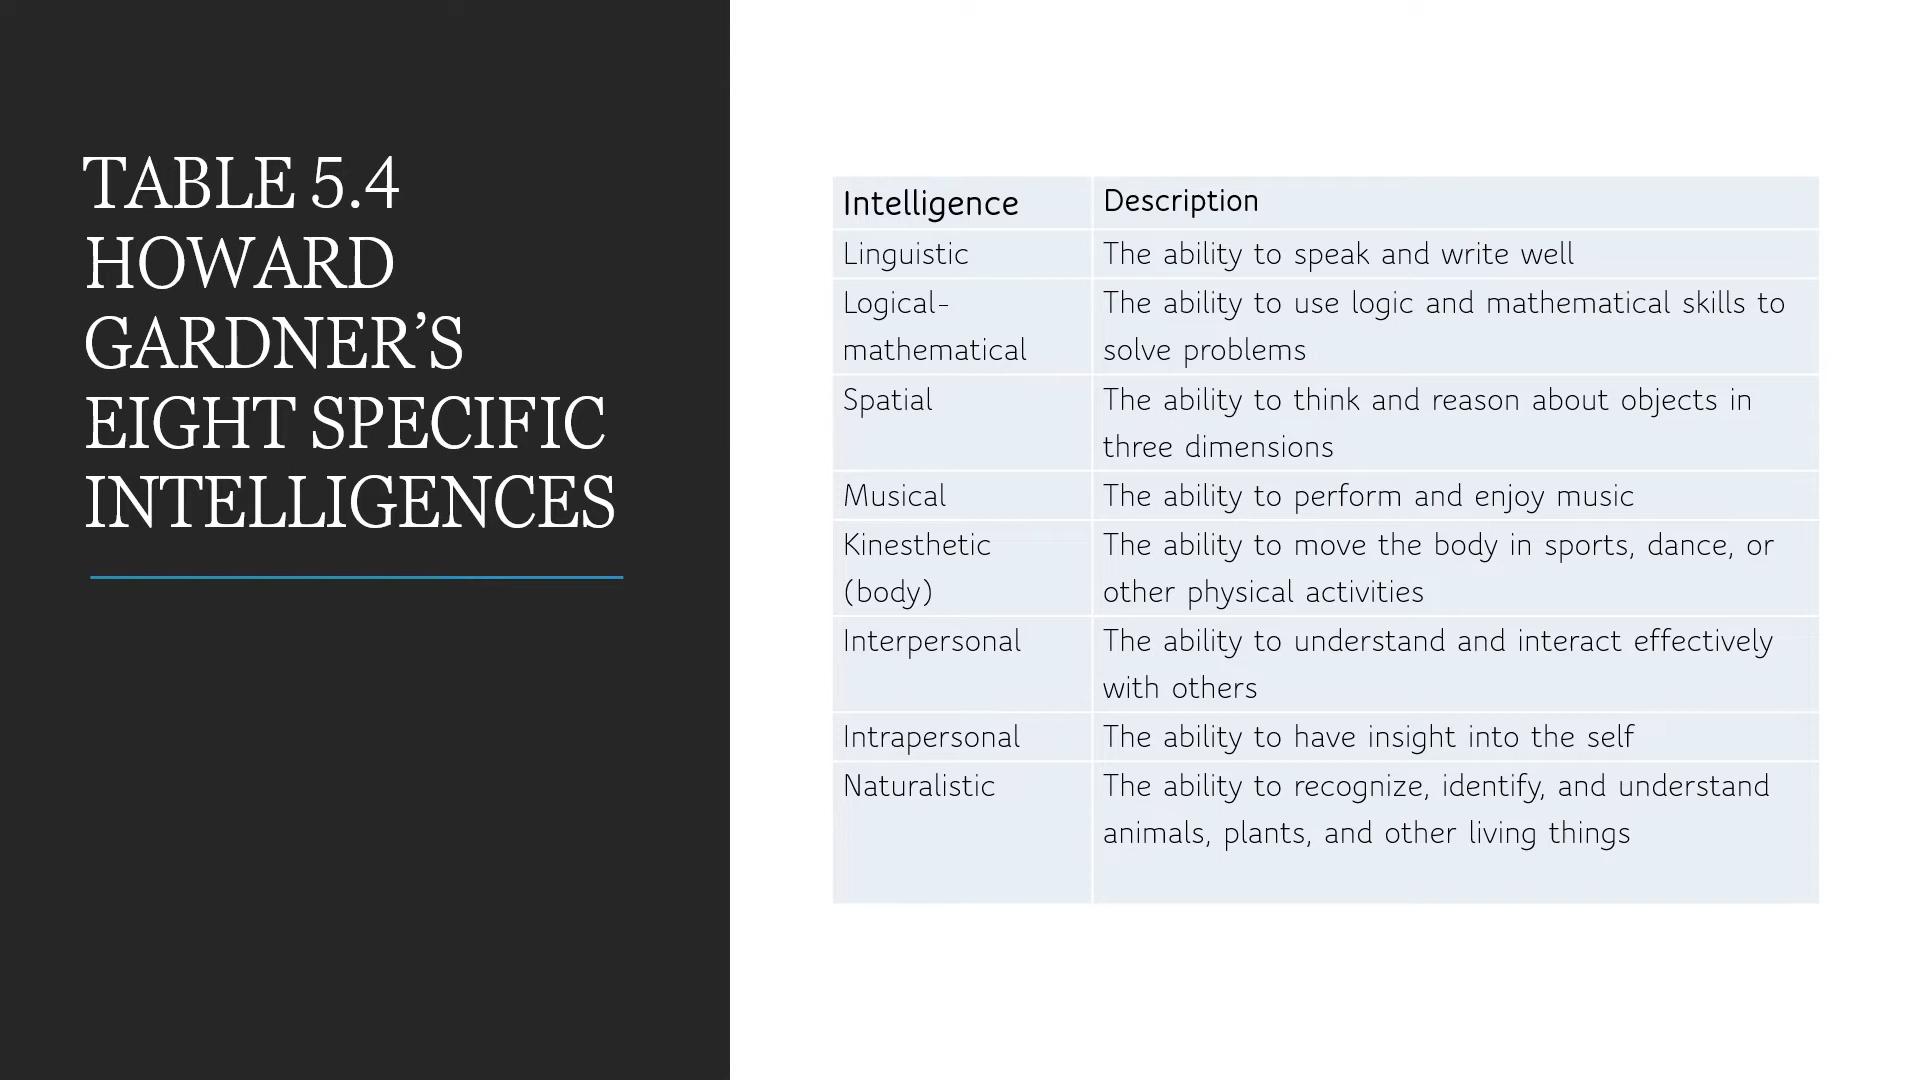 TABLE 5.4
HOWARD
GARDNER’S
EIGHT SPECIFIC
INTELLIGENCES
Intelligence Description
Linguistic The ability to speak and write well
Logical- The ability to use logic and mathematical skills to
mathematical solve problems
Spatial The ability to think and reason about objects in
three dimensions
Musical The ability to perform and enjoy music
Kinesthetic The ability to move the body in sports, dance, or
(body) other physical activities
Interpersonal The ability to understand and interact effectively
with others
Intrapersonal The ability to have insight into the self
Naturalistic The ability to recognize, identify, and understand
animals, plants, and other living things